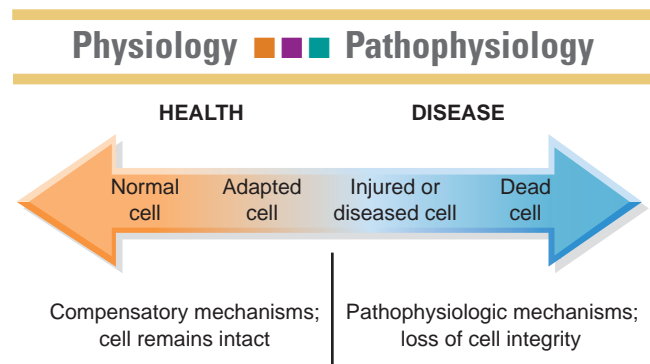 Physiology Pathophysiology
HEALTH DISEASE
Normal cell
Adapted cell
Injured or diseased cell
Dead cell
Compensatory mechanisms;
cell remains intact
Pathophysiologic mechanisms;
loss of cell integrity